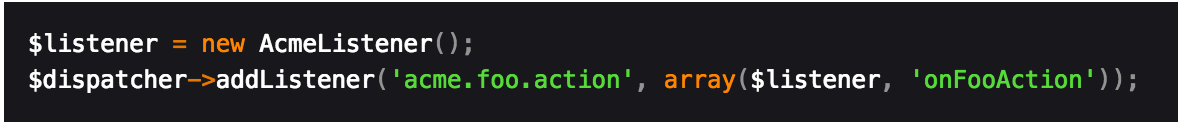 $listener = new AcmeListener();
$dispatcher->addListener('acme.foo.action', array($listener, 'onFooAction'));